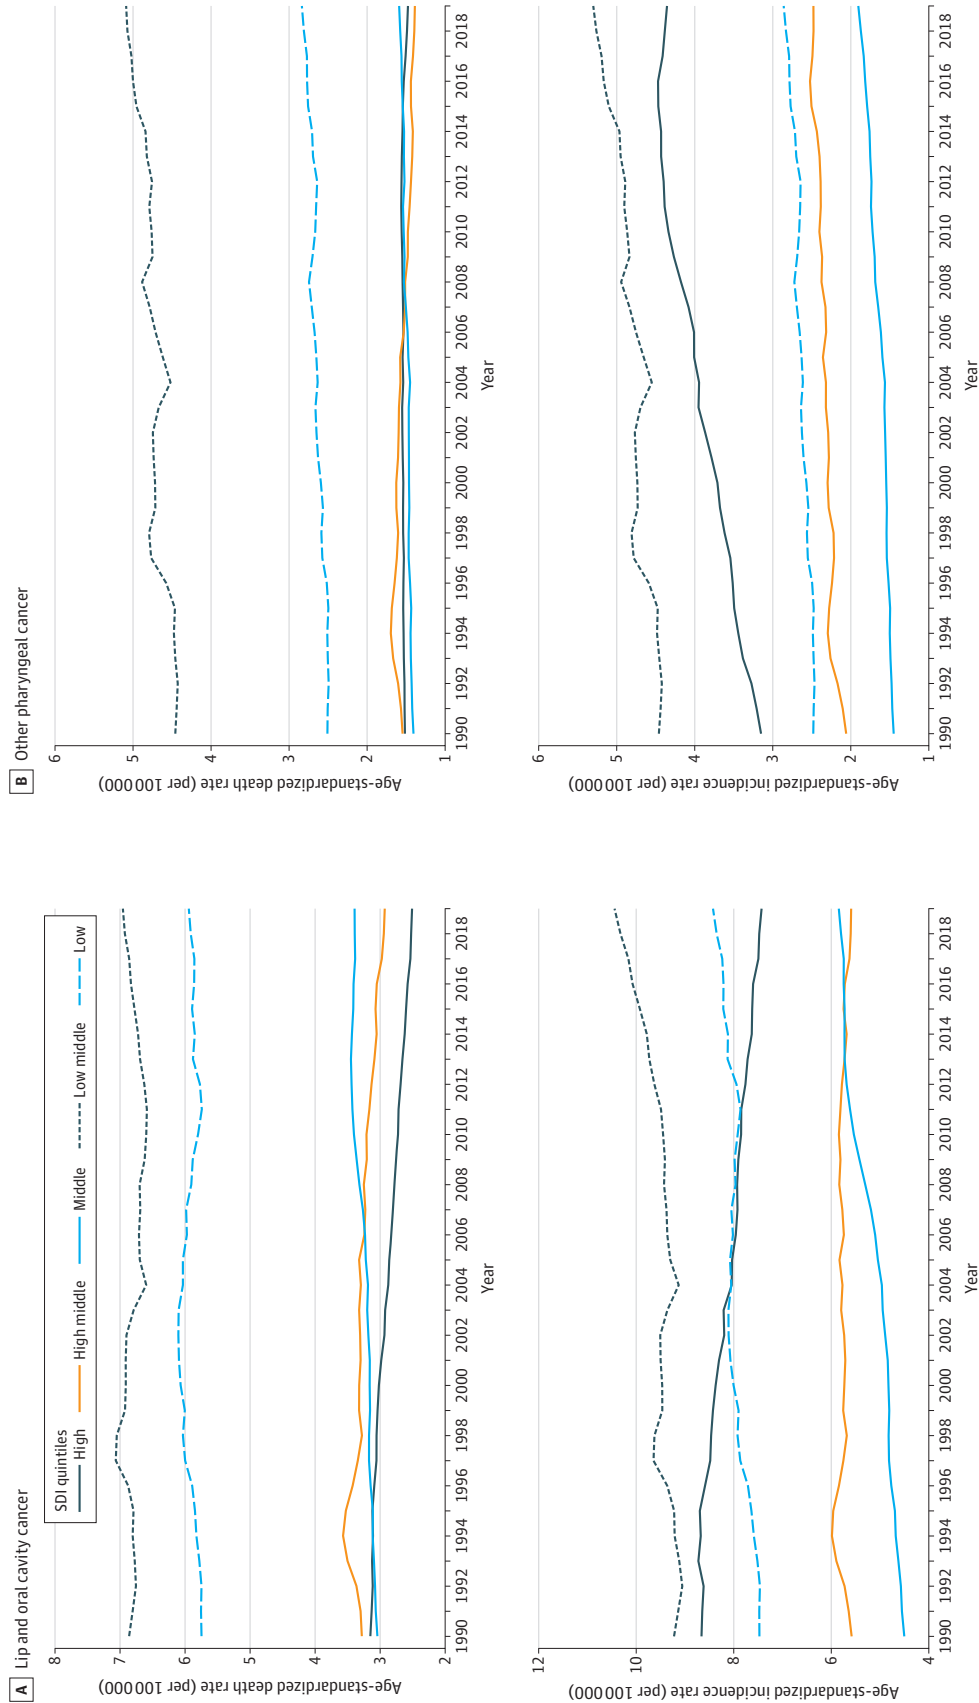 A Lip and oral cavity cancer
SDI quintiles
High High middle Middle Low middle Low
Age-standardized death rate (per 100 000)
8
7
6
5
4
3
2
1990 1992 1994 1996 1998 2000 2002 2004 2006 2008 2010 2012 2014 2016 2018
Year
Age-standardized incidence rate (per 100 000)
12
10
8
6
4
1990 1992 1994 1996 1998 2000 2002 2004 2006 2008 2010 2012 2014 2016 2018
Year
B Other pharyngeal cancer
Age-standardized death rate (per 100 000)
6
5
4
3
2
1
1990 1992 1994 1996 1998 2000 2002 2004 2006 2008 2010 2012 2014 2016 2018
Year
Age-standardized incidence rate (per 100 000)
6
5
4
3
2
1
1990 1992 1994 1996 1998 2000 2002 2004 2006 2008 2010 2012 2014 2016 2018
Year